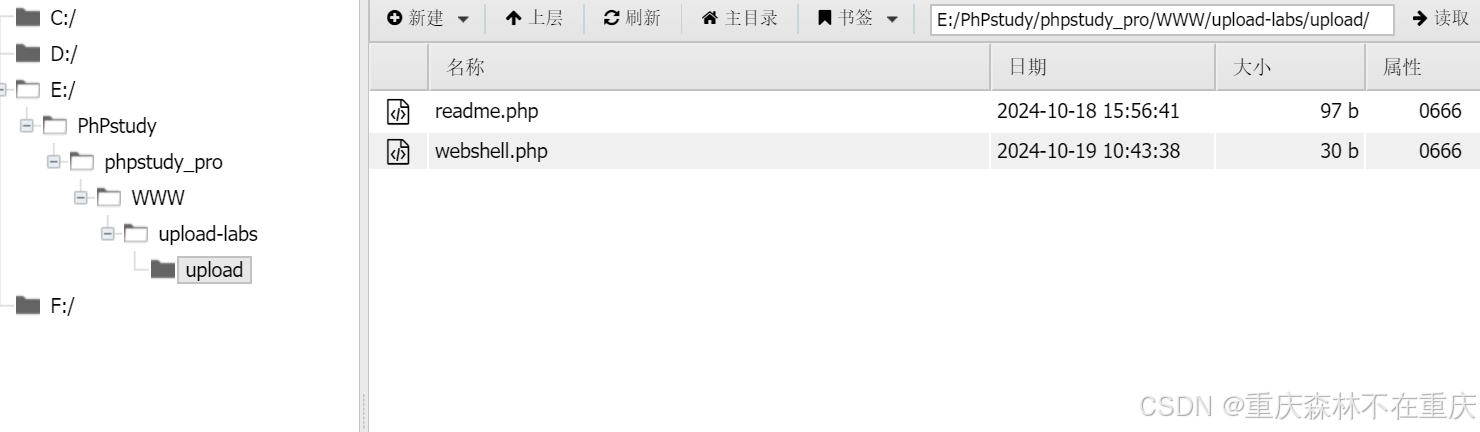 C:/
D:/
E:/
PhPstudy
phpstudy_pro
WWW
upload-labs
upload
F:/
新建 上层 刷新 主目录 书签 E:/PhPstudy/phpstudy_pro/WWW/upload-labs/upload/ 读取
名称 日期 大小 属性
readme.php 2024-10-18 15:56:41 97 b 0666
webshell.php 2024-10-19 10:43:38 30 b 0666
CSDN @重庆森林不在重庆